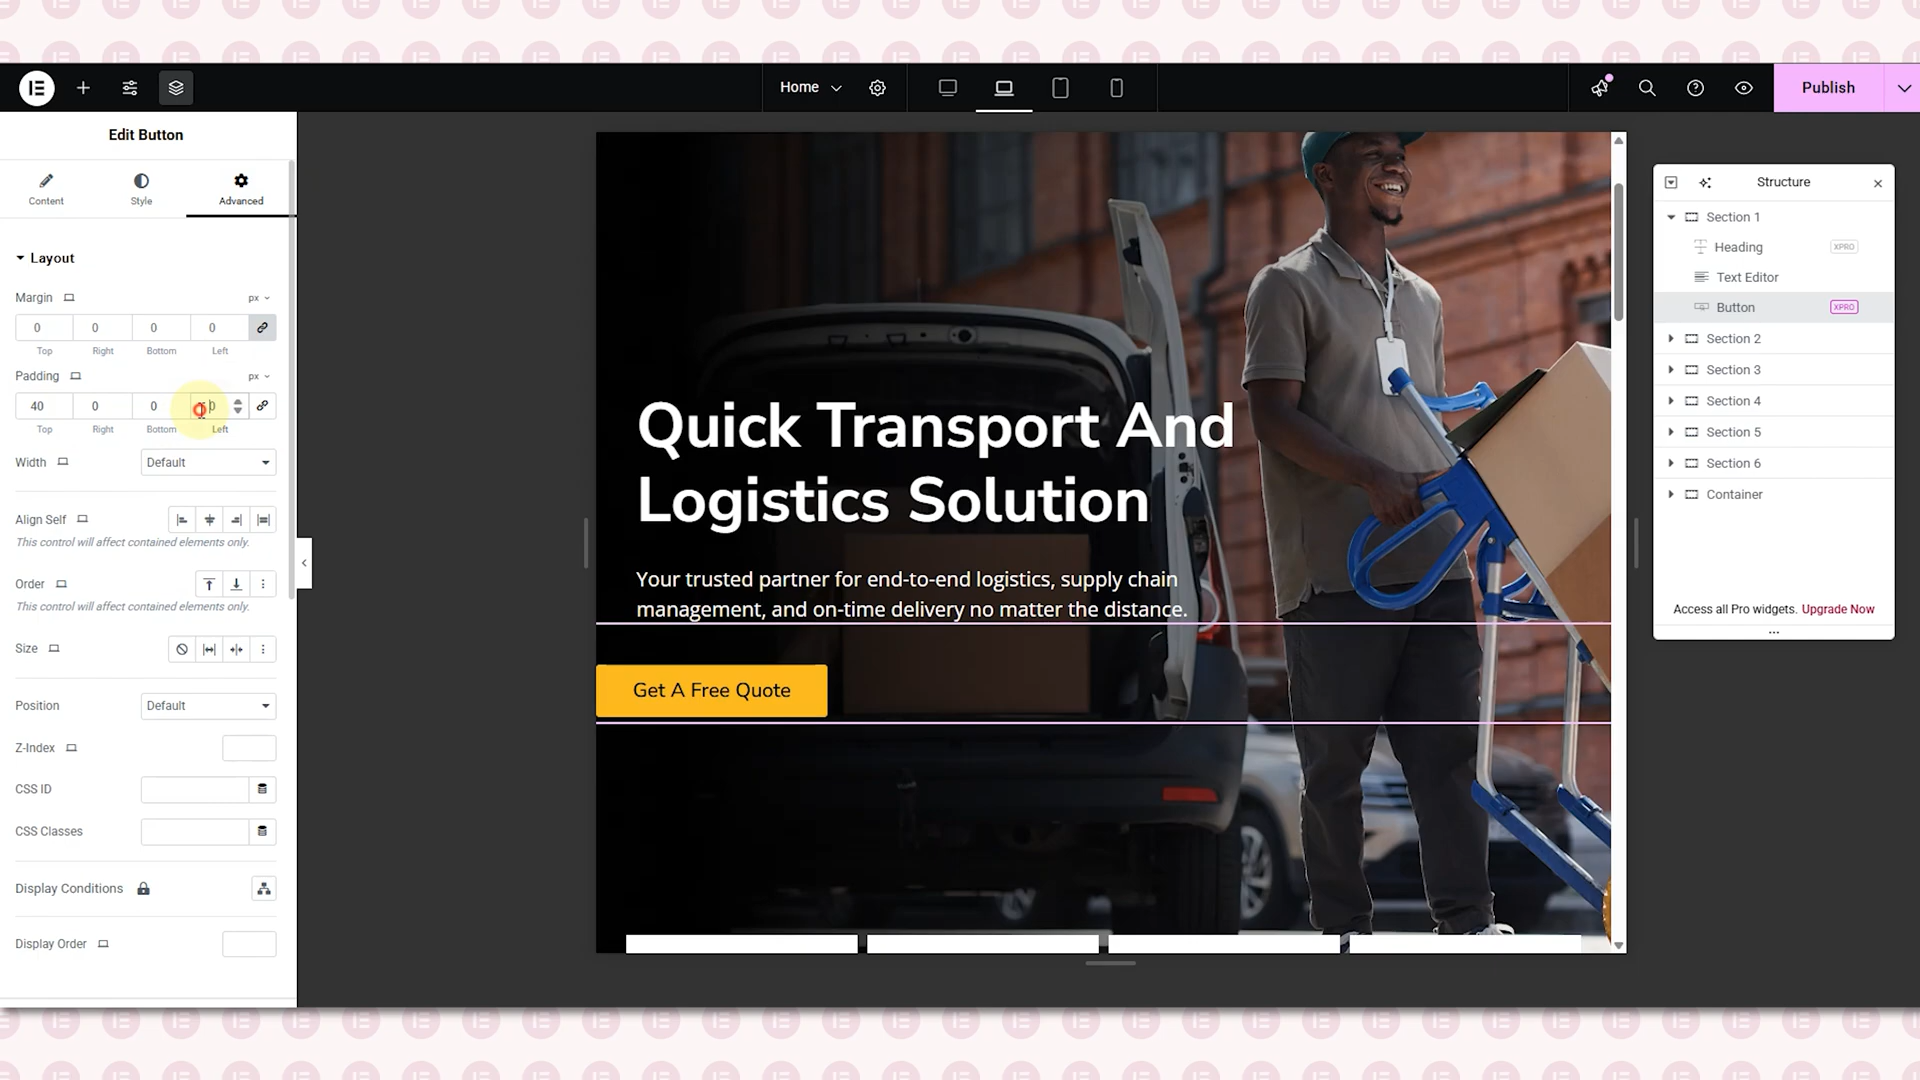 Home
Publish
Edit Button
Content
Style
Advanced
Layout
Margin
px
0
0
0
0
Top
Right
Bottom
Left
Padding
px
40
0
0
0
Top
Right
Bottom
Left
Width
Default
Align Self
This control will affect contained elements only.
Order
This control will affect contained elements only.
Size
Position
Default
Z-Index
CSS ID
CSS Classes
Display Conditions
Display Order
Quick Transport And
Logistics Solution
Your trusted partner for end-to-end logistics, supply chain
management, and on-time delivery no matter the distance.
Get A Free Quote
Structure
Section 1
Heading
XPRO
Text Editor
Button
XPRO
Section 2
Section 3
Section 4
Section 5
Section 6
Container
Access all Pro widgets. Upgrade Now